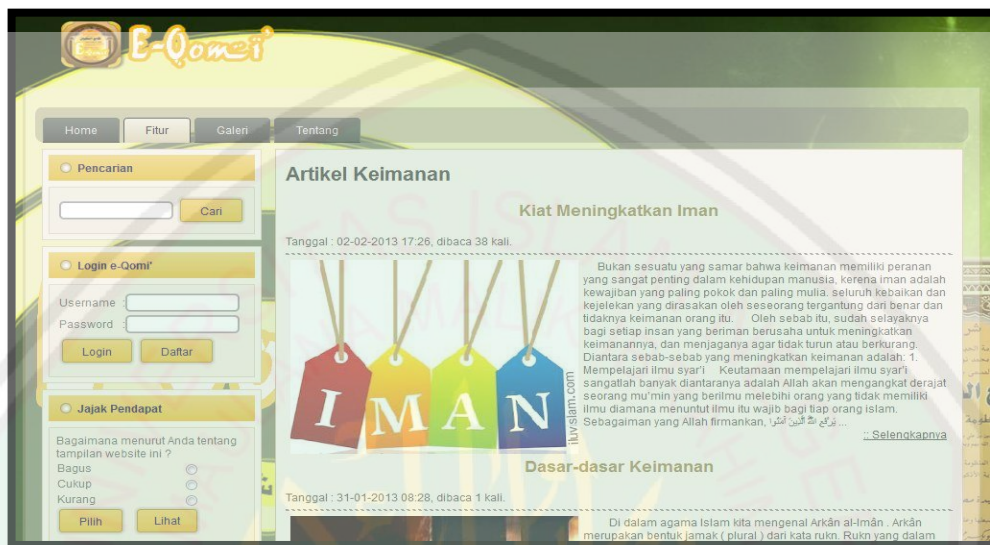 E-Qomi'
Home Fitur Galeri Tentang
Pencarian
Cari
Login e-Qomi'
Username :
Password :
Login Daftar
Jajak Pendapat
Bagaimana menurut Anda tentang
tampilan website ini ?
Bagus
Cukup
Kurang
Pilih Lihat
Artikel Keimanan
Kiat Meningkatkan Iman
Tanggal : 02-02-2013 17:26, dibaca 38 kali.
IMAN
iluvislam.com
Bukan sesuatu yang samar bahwa keimanan memiliki peranan
yang sangat penting dalam kehidupan manusia, kerena iman adalah
kewajiban yang paling pokok dan paling mulia. seluruh kebaikan dan
kejelekan yang dirasakan oleh seseorang tergantung dari benar dan
tidaknya keimanan orang itu. Oleh sebab itu, sudah selayaknya
bagi setiap insan yang beriman berusaha untuk meningkatkan
keimanannya, dan menjaganya agar tidak turun atau berkurang.
Diantara sebab-sebab yang meningkatkan keimanan adalah: 1.
Mempelajari ilmu syar'i Keutamaan mempelajari ilmu syar'i
sangatlah banyak diantaranya adalah Allah akan mengangkat derajat
seorang mu'min yang berilmu melebihi orang yang tidak memiliki
ilmu diamana menuntut ilmu itu wajib bagi tiap orang islam.
Sebagaiman yang Allah firmankan, يَرْفَعِ اللَّهُ الَّذِينَ آمَنُوا ...
:: Selengkapnya
Dasar-dasar Keimanan
Tanggal : 31-01-2013 08:28, dibaca 1 kali.
Di dalam agama Islam kita mengenal Arkân al-Imân . Arkân
merupakan bentuk jamak ( plural ) dari kata rukn. Rukn yang dalam